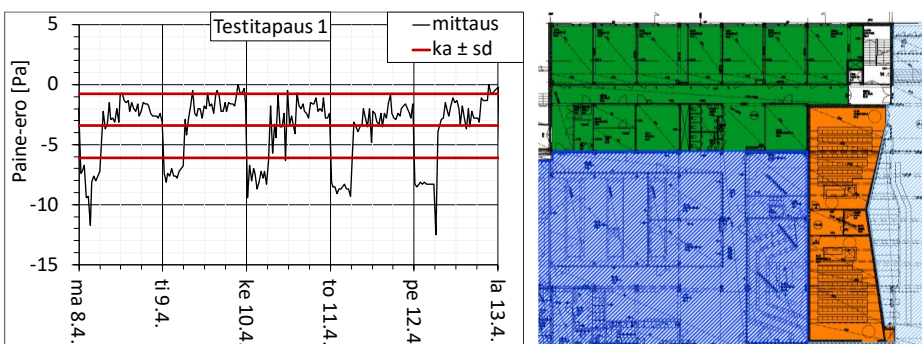 Testitapaus 1
mittaus
ka ± sd
Paine-ero [Pa]
5
0
-5
-10
-15
ma 8.4.
ti 9.4.
ke 10.4.
to 11.4.
pe 12.4.
la 13.4.